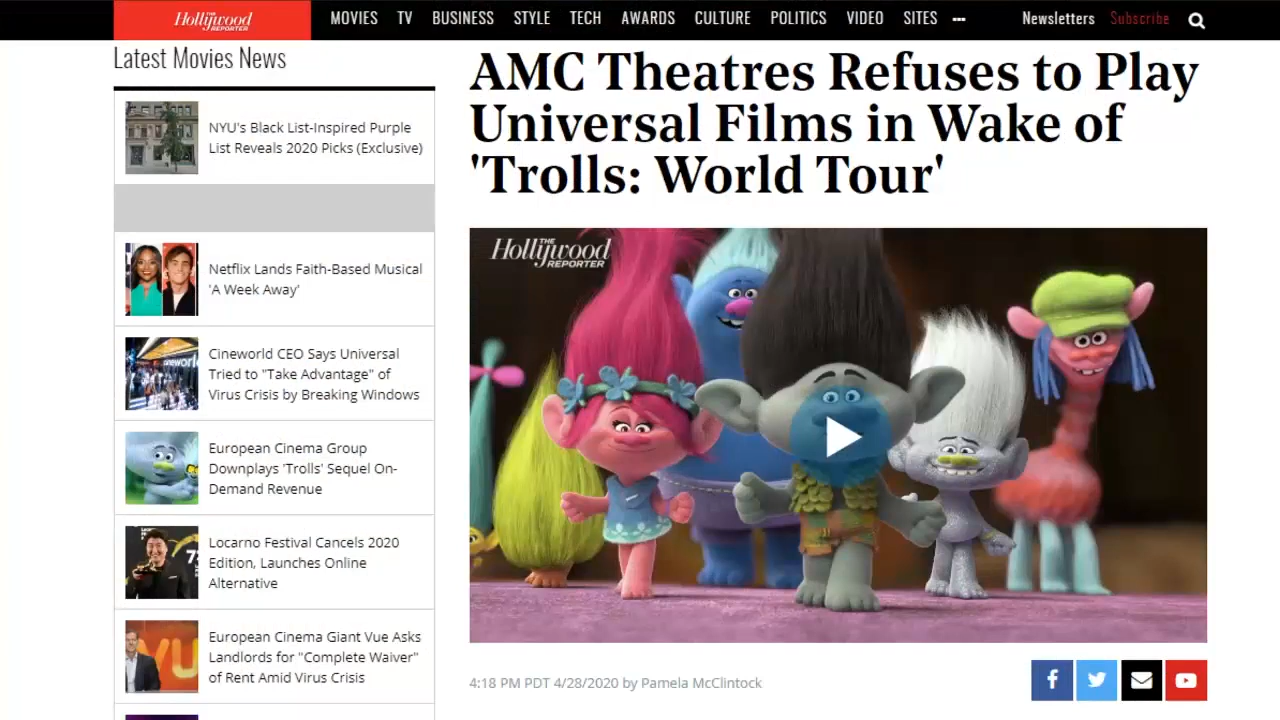 THE
Hollywood
REPORTER
MOVIES TV BUSINESS STYLE TECH AWARDS CULTURE POLITICS VIDEO SITES ••• Newsletters Subscribe
Latest Movies News
NYU's Black List-Inspired Purple
List Reveals 2020 Picks (Exclusive)
Netflix Lands Faith-Based Musical
'A Week Away'
Cineworld CEO Says Universal
Tried to "Take Advantage" of
Virus Crisis by Breaking Windows
European Cinema Group
Downplays 'Trolls' Sequel On-
Demand Revenue
Locarno Festival Cancels 2020
Edition, Launches Online
Alternative
European Cinema Giant Vue Asks
Landlords for "Complete Waiver"
of Rent Amid Virus Crisis
AMC Theatres Refuses to Play
Universal Films in Wake of
'Trolls: World Tour'
THE
Hollywood
REPORTER
4:18 PM PDT 4/28/2020 by Pamela McClintock